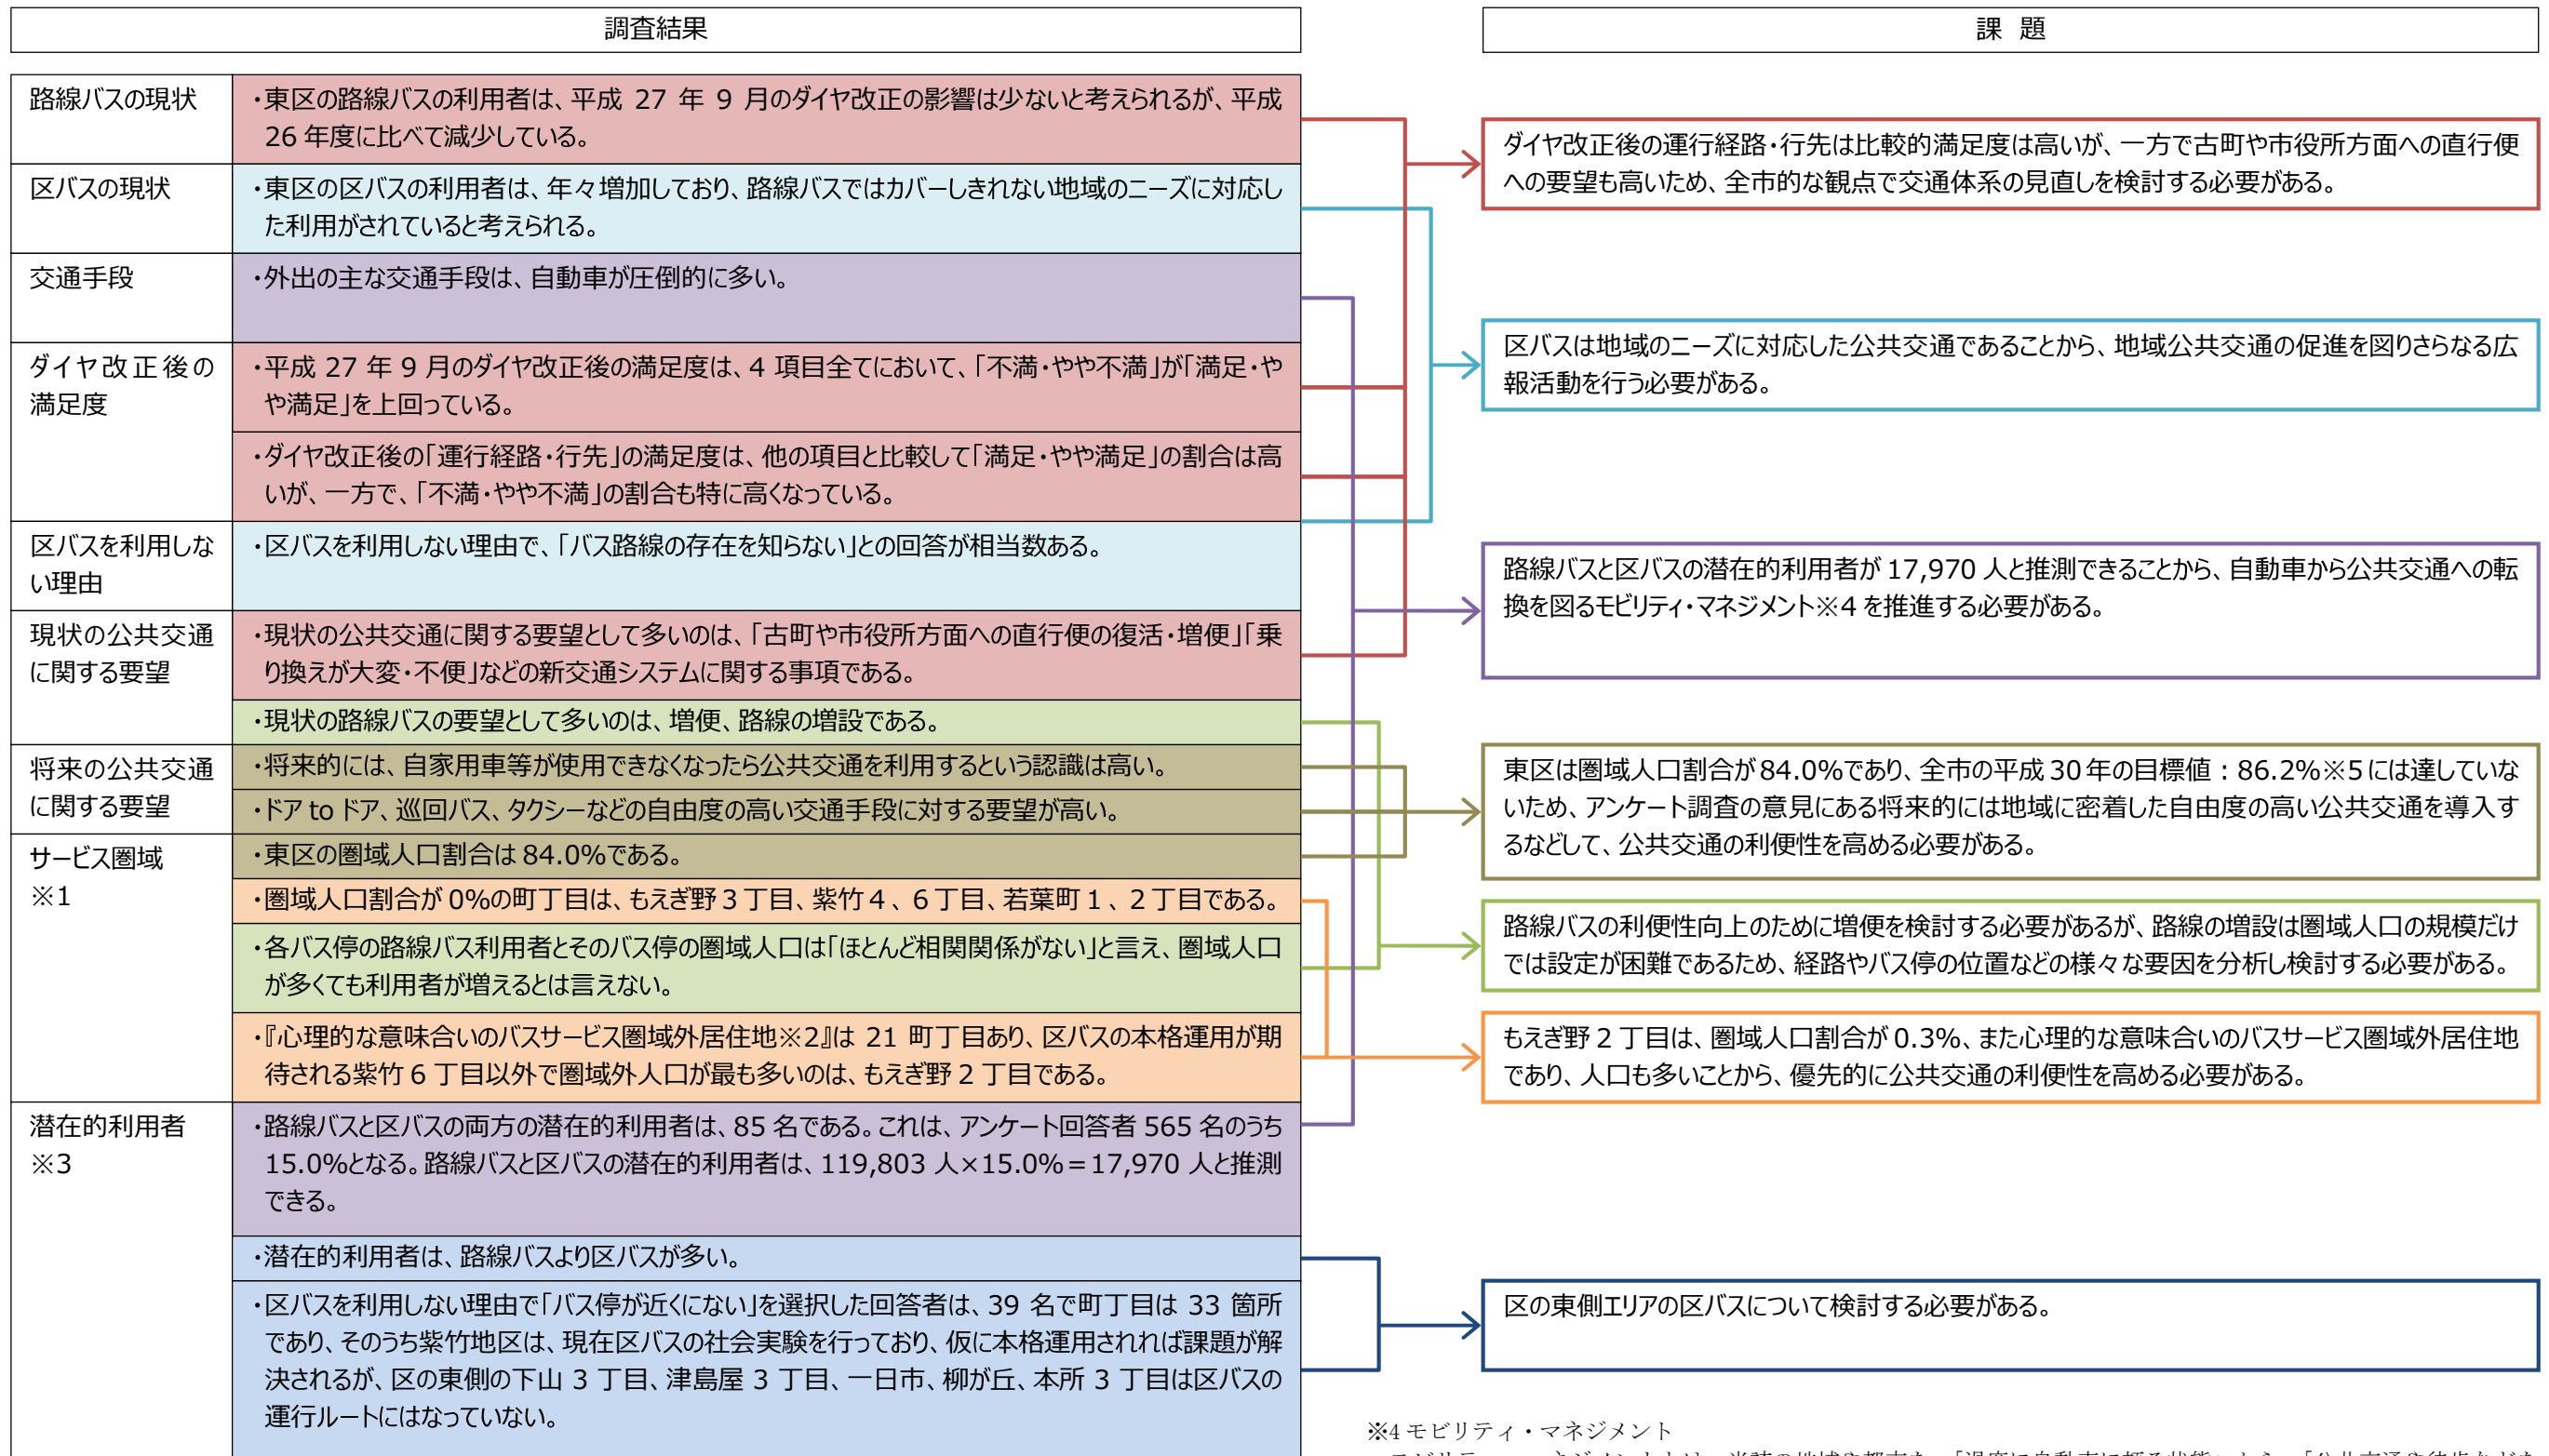 調査結果
路線バスの現状
・東区の路線バスの利用者は、平成 27 年 9 月のダイヤ改正の影響は少ないと考えられるが、平成
26 年度に比べて減少している。
区バスの現状
・東区の区バスの利用者は、年々増加しており、路線バスではカバーしきれない地域のニーズに対応し
た利用がされていると考えられる。
交通手段
・外出の主な交通手段は、自動車が圧倒的に多い。
ダイヤ改正後の
満足度
・平成 27 年 9 月のダイヤ改正後の満足度は、4 項目全てにおいて、「不満・やや不満」が「満足・や
や満足」を上回っている。
・ダイヤ改正後の「運行経路・行先」の満足度は、他の項目と比較して「満足・やや満足」の割合は高
いが、一方で、「不満・やや不満」の割合も特に高くなっている。
区バスを利用しな
い理由
・区バスを利用しない理由で、「バス路線の存在を知らない」との回答が相当数ある。
現状の公共交通
に関する要望
・現状の公共交通に関する要望として多いのは、「古町や市役所方面への直行便の復活・増便」「乗
り換えが大変・不便」などの新交通システムに関する事項である。
・現状の路線バスの要望として多いのは、増便、路線の増設である。
将来の公共交通
に関する要望
・将来的には、自家用車等が使用できなくなったら公共交通を利用するという認識は高い。
・ドア to ドア、巡回バス、タクシーなどの自由度の高い交通手段に対する要望が高い。
サービス圏域
※1
・東区の圏域人口割合は 84.0%である。
・圏域人口割合が 0%の町丁目は、もえぎ野 3 丁目、紫竹 4 、6 丁目、若葉町 1 、2 丁目である。
・各バス停の路線バス利用者とそのバス停の圏域人口は「ほとんど相関関係がない」と言え、圏域人口
が多くても利用者が増えるとは言えない。
・『心理的な意味合いのバスサービス圏域外居住地※2』は 21 町丁目あり、区バスの本格運用が期
待される紫竹 6 丁目以外で圏域外人口が最も多いのは、もえぎ野 2 丁目である。
潜在的利用者
※3
・路線バスと区バスの両方の潜在的利用者は、85 名である。これは、アンケート回答者 565 名のうち
15.0%となる。路線バスと区バスの潜在的利用者は、119,803 人×15.0%＝17,970 人と推測
できる。
・潜在的利用者は、路線バスより区バスが多い。
・区バスを利用しない理由で「バス停が近くにない」を選択した回答者は、39 名で町丁目は 33 箇所
であり、そのうち紫竹地区は、現在区バスの社会実験を行っており、仮に本格運用されれば課題が解
決されるが、区の東側の下山 3 丁目、津島屋 3 丁目、一日市、柳が丘、本所 3 丁目は区バスの
運行ルートにはなっていない。
課 題
ダイヤ改正後の運行経路・行先は比較的満足度は高いが、一方で古町や市役所方面への直行便
への要望も高いため、全市的な観点で交通体系の見直しを検討する必要がある。
区バスは地域のニーズに対応した公共交通であることから、地域公共交通の促進を図りさらなる広
報活動を行う必要がある。
路線バスと区バスの潜在的利用者が 17,970 人と推測できることから、自動車から公共交通への転
換を図るモビリティ・マネジメント※4 を推進する必要がある。
東区は圏域人口割合が 84.0%であり、全市の平成 30 年の目標値：86.2%※5 には達していな
いため、アンケート調査の意見にある将来的には地域に密着した自由度の高い公共交通を導入す
るなどして、公共交通の利便性を高める必要がある。
路線バスの利便性向上のために増便を検討する必要があるが、路線の増設は圏域人口の規模だけ
では設定が困難であるため、経路やバス停の位置などの様々な要因を分析し検討する必要がある。
もえぎ野 2 丁目は、圏域人口割合が 0.3%、また心理的な意味合いのバスサービス圏域外居住地
であり、人口も多いことから、優先的に公共交通の利便性を高める必要がある。
区の東側エリアの区バスについて検討する必要がある。
※4 モビリティ・マネジメント